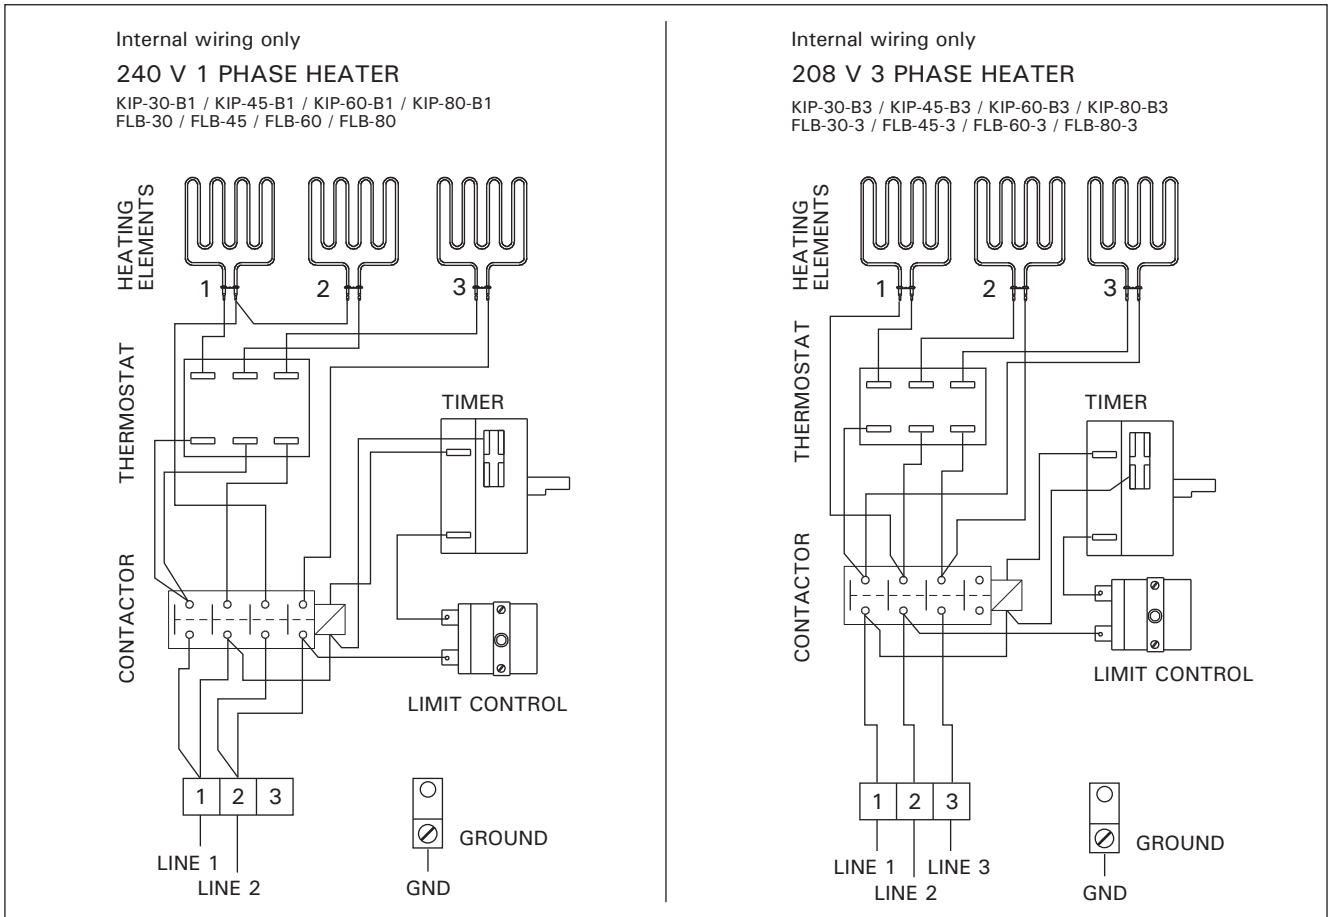 Internal wiring only
240 V 1 PHASE HEATER
KIP-30-B1 / KIP-45-B1 / KIP-60-B1 / KIP-80-B1
FLB-30 / FLB-45 / FLB-60 / FLB-80
HEATING
ELEMENTS
1
2
3
THERMOSTAT
TIMER
CONTACTOR
LIMIT CONTROL
1 2 3
GROUND
LINE 1
LINE 2
GND
Internal wiring only
208 V 3 PHASE HEATER
KIP-30-B3 / KIP-45-B3 / KIP-60-B3 / KIP-80-B3
FLB-30-3 / FLB-45-3 / FLB-60-3 / FLB-80-3
HEATING
ELEMENTS
1
2
3
THERMOSTAT
TIMER
CONTACTOR
LIMIT CONTROL
1 2 3
GROUND
LINE 1
LINE 3
LINE 2
GND